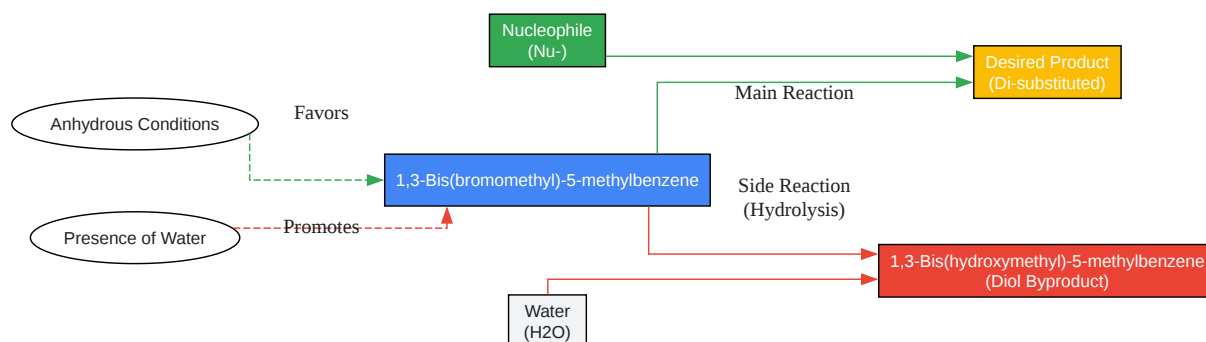 Nucleophile
(Nu-)
Desired Product
(Di-substituted)
Main Reaction
Favors
Anhydrous Conditions
1,3-Bis(bromomethyl)-5-methylbenzene
Side Reaction
(Hydrolysis)
Promotes
Presence of Water
1,3-Bis(hydroxymethyl)-5-methylbenzene
(Diol Byproduct)
Water
(H2O)